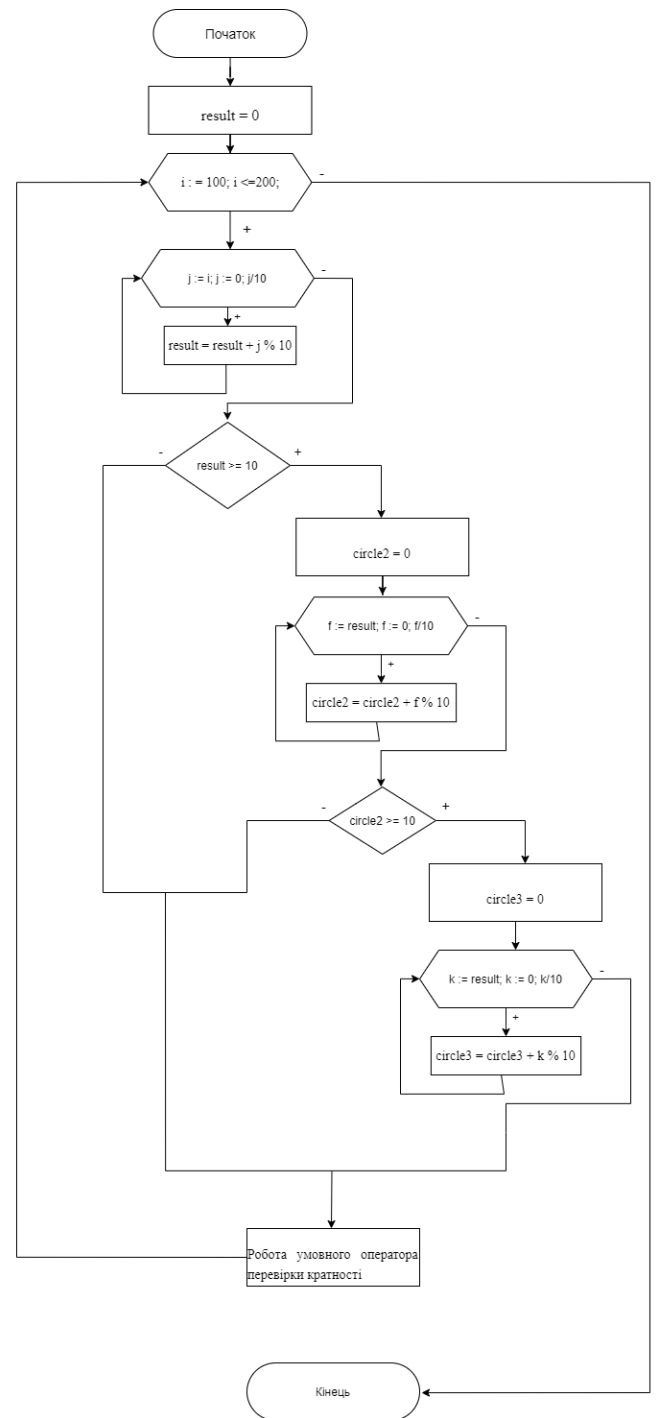 Початок
result = 0
i : = 100; i <=200;
-
+
j := i; j := 0; j/10
-
+
result = result + j % 10
-
result >= 10
+
circle2 = 0
f := result; f := 0; f/10
-
+
circle2 = circle2 + f % 10
-
circle2 >= 10
+
circle3 = 0
k := result; k := 0; k/10
-
+
circle3 = circle3 + k % 10
Робота умовного оператора
перевірки кратності
Кінець